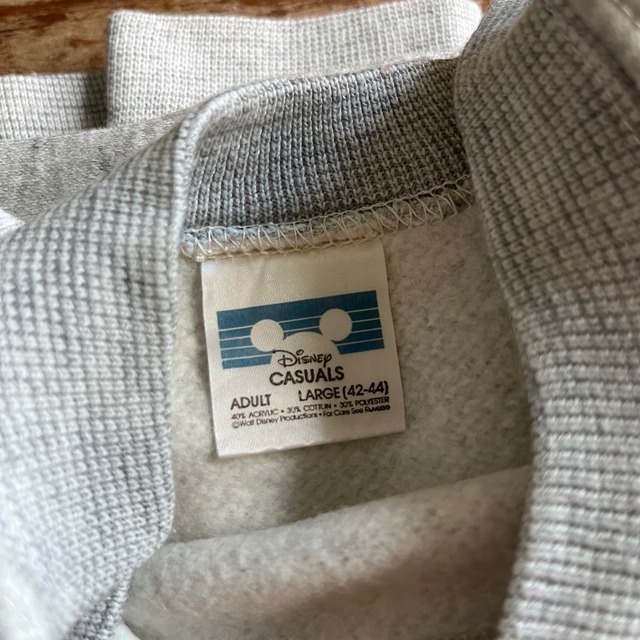 Disney
CASUALS
ADULT LARGE (42-44)
40% ACRYLIC • 30% COTTON • 30% POLYESTER
©Walt Disney Productions • For Care See Reverse